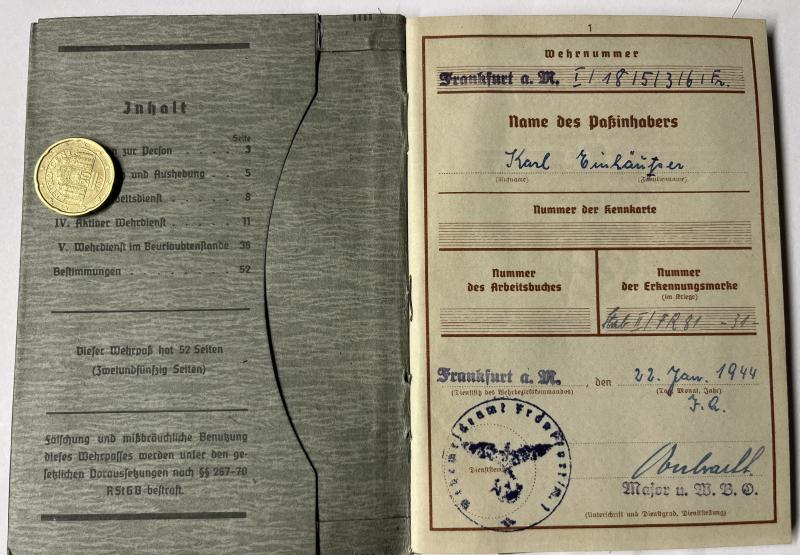 Inhalt
Seite
zur Person . . . . . . . . . 3
und Aushebung . . . . 5
8
IV. Aktiver Wehrdienst . . . . . . 11
V. Wehrdienst im Beurlaubtenstande 36
Bestimmungen . . . . . . . . . . 52
Dieser Wehrpaß hat 52 Seiten
(Zweiundfünfzig Seiten)
Fälschung und mißbräuchliche Benutzung
dieses Wehrpasses werden unter den ge-
setzlichen Voraussetzungen nach §§ 267-70
RStGB bestraft.
1
Wehrnummer
Frankfurt a. M. I/18/5/3/6/Fr.
Name des Paßinhabers
Karl
(Rufname) (Familienname)
Nummer der Kennkarte
Nummer
des Arbeitsbuches
Nummer
der Erkennungsmarke
(im Kriege)
Frankfurt a. M., den 22. Jan. 1944
(Dienstsitz des Wehrbezirkskommandos) (Tag, Monat, Jahr)
Major u. W. B. O.
(Unterschrift und Dienstgrad, Dienststellung)